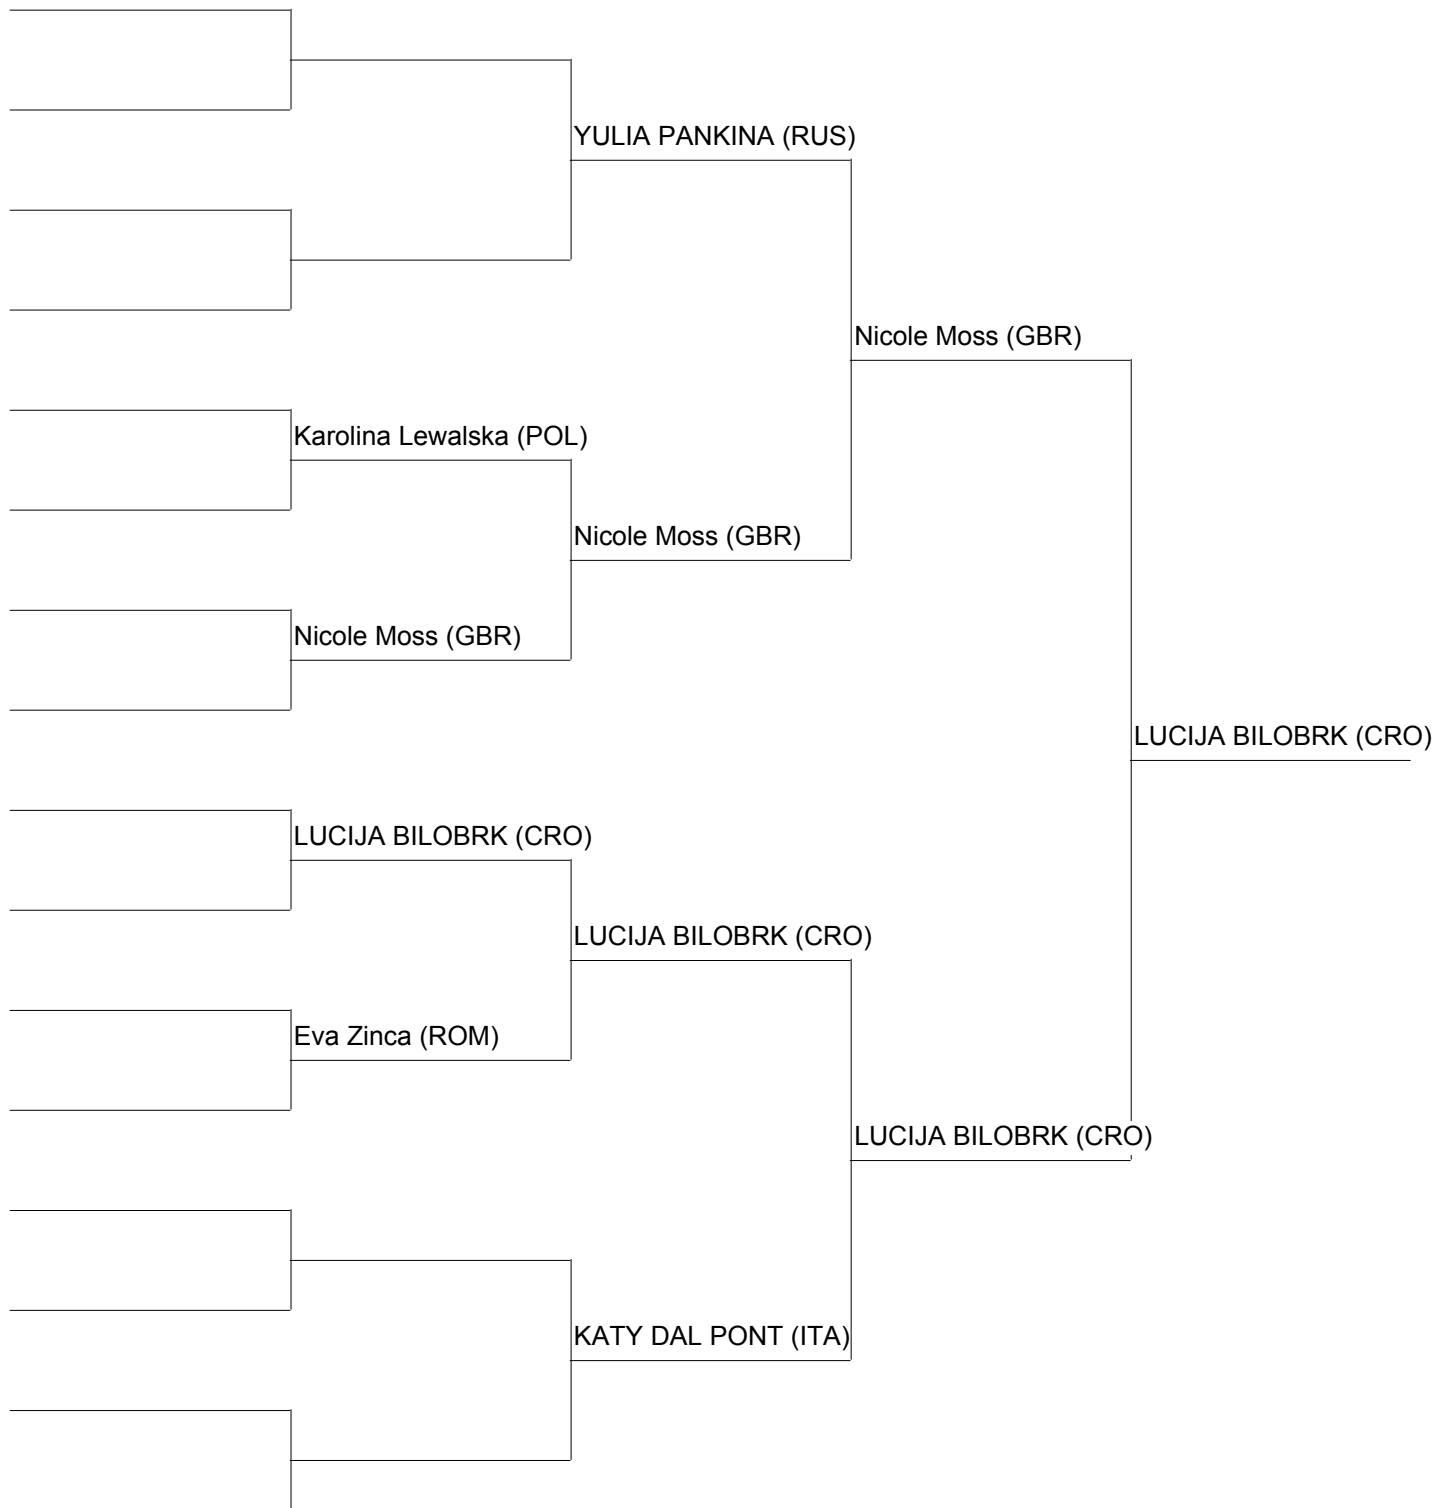 YULIA PANKINA (RUS)
Nicole Moss (GBR)
Karolina Lewalska (POL)
Nicole Moss (GBR)
Nicole Moss (GBR)
LUCIJA BILOBRK (CRO)
LUCIJA BILOBRK (CRO)
LUCIJA BILOBRK (CRO)
Eva Zinca (ROM)
LUCIJA BILOBRK (CRO)
KATY DAL PONT (ITA)